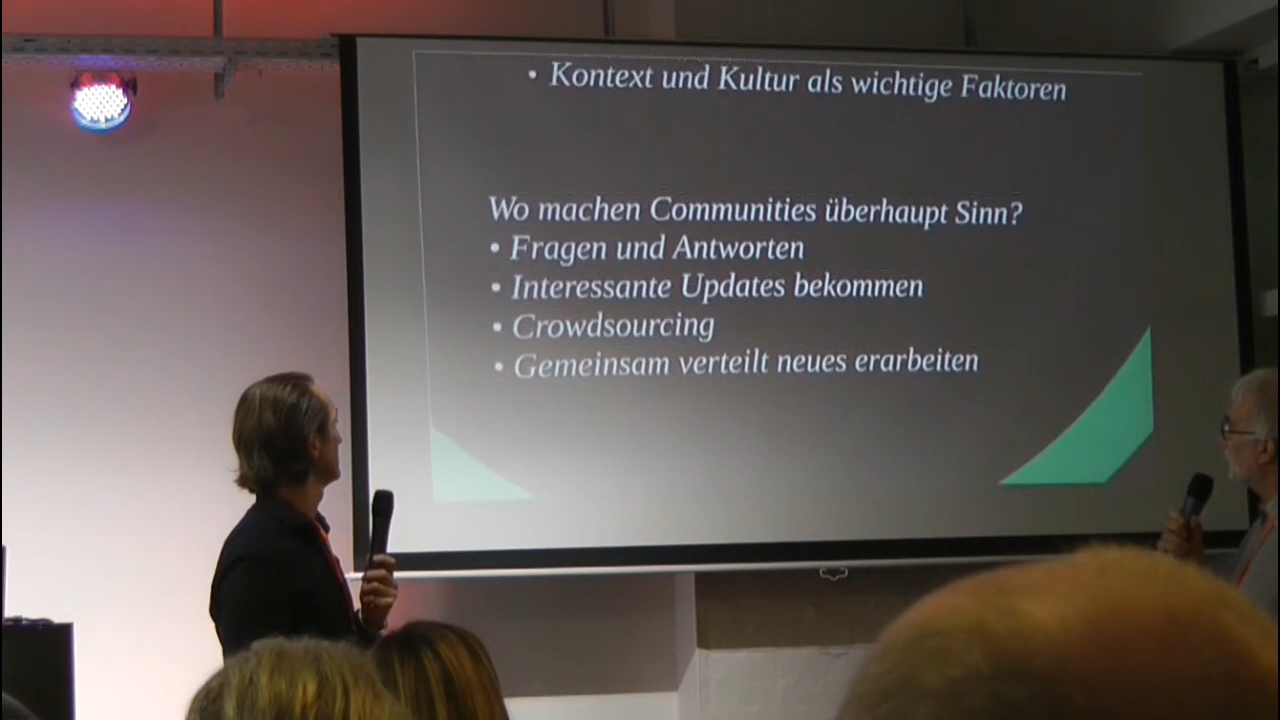 • Kontext und Kultur als wichtige Faktoren
Wo machen Communities überhaupt Sinn?
• Fragen und Antworten
• Interessante Updates bekommen
• Crowdsourcing
• Gemeinsam verteilt neues erarbeiten